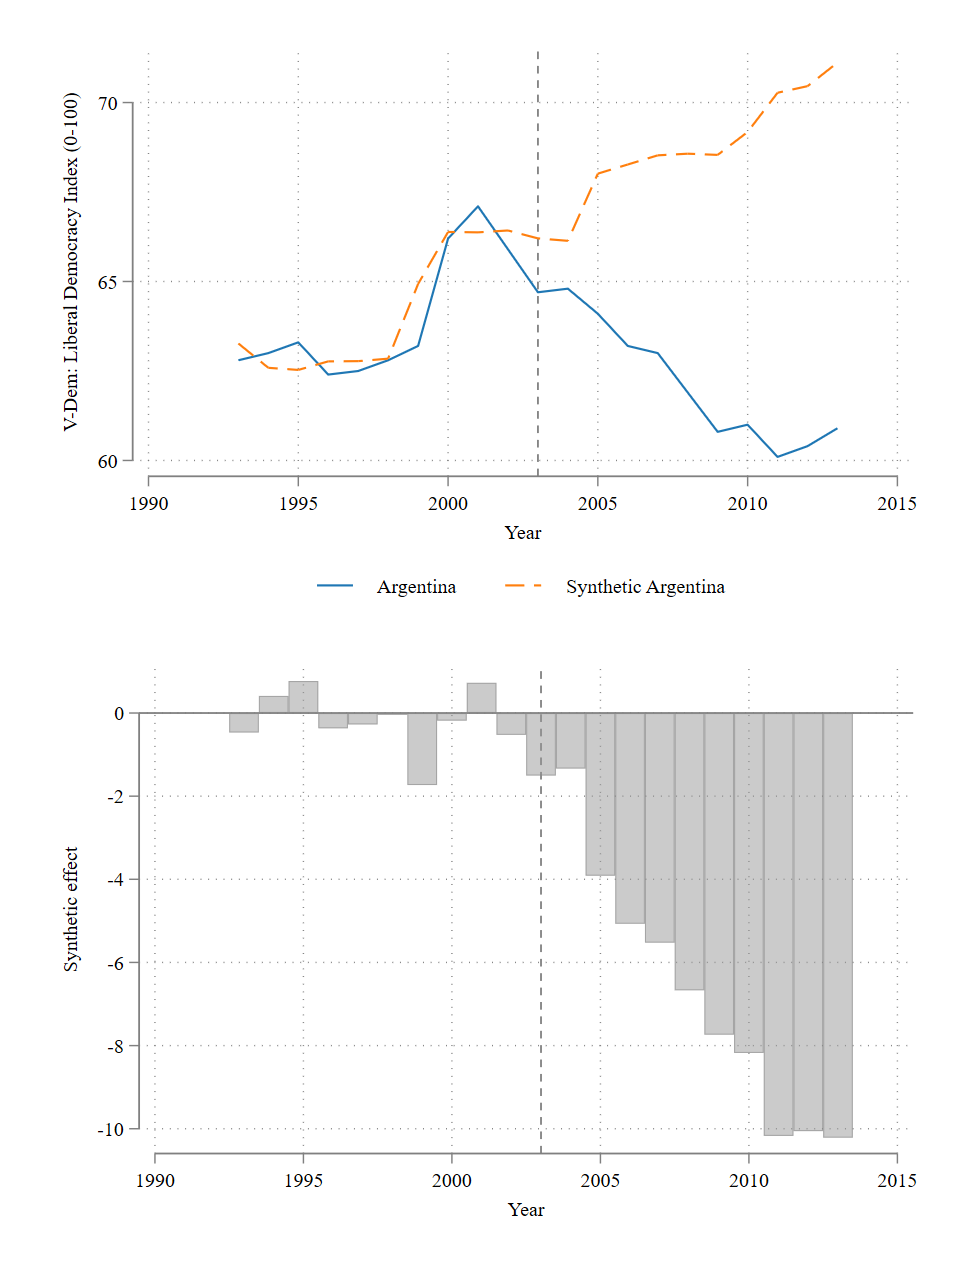 V-Dem: Liberal Democracy Index (0-100)
70
65
60
1990 1995 2000 2005 2010 2015
Year
Argentina Synthetic Argentina
Synthetic effect
0
-2
-4
-6
-8
-10
1990 1995 2000 2005 2010 2015
Year